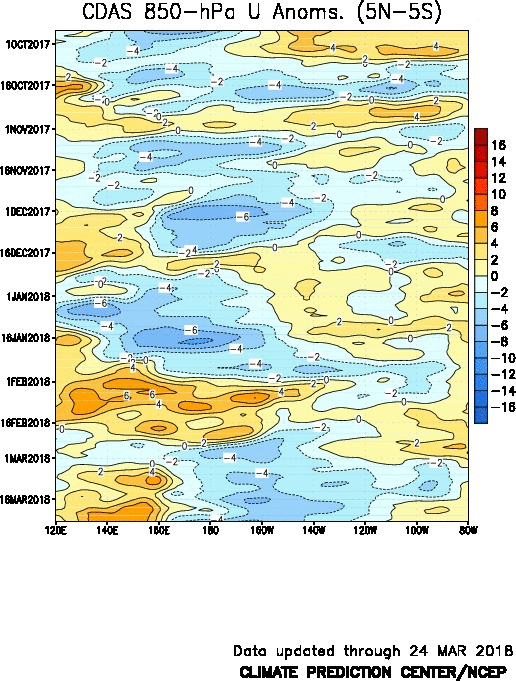 CDAS 850-hPa U Anoms. (5N-5S)
1OCT2017
16OCT2017
1NOV2017
16NOV2017
1DEC2017
16DEC2017
1JAN2018
16JAN2018
1FEB2018
16FEB2018
1MAR2018
16MAR2018
120E 140E 160E 180 160W 140W 120W 100W 80W
16
14
12
10
8
6
4
2
0
-2
-4
-6
-8
-10
-12
-14
-16
Data updated through 24 MAR 2018
CLIMATE PREDICTION CENTER/NCEP